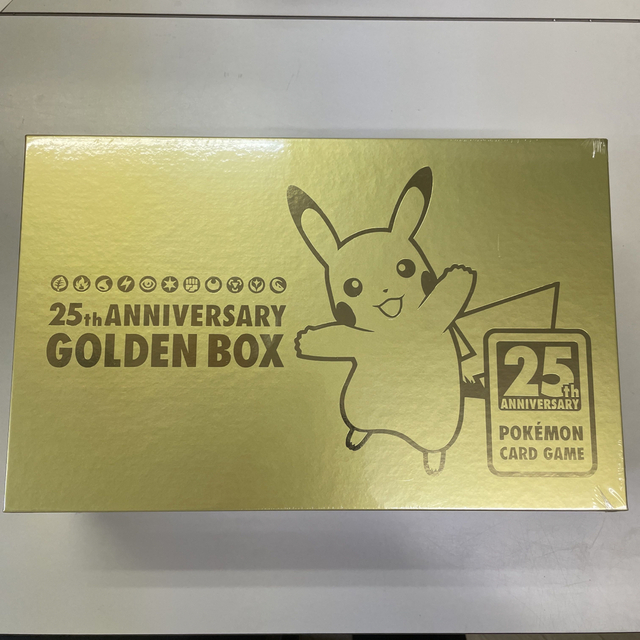 25th ANNIVERSARY
GOLDEN BOX
25th
ANNIVERSARY
POKÉMON
CARD GAME